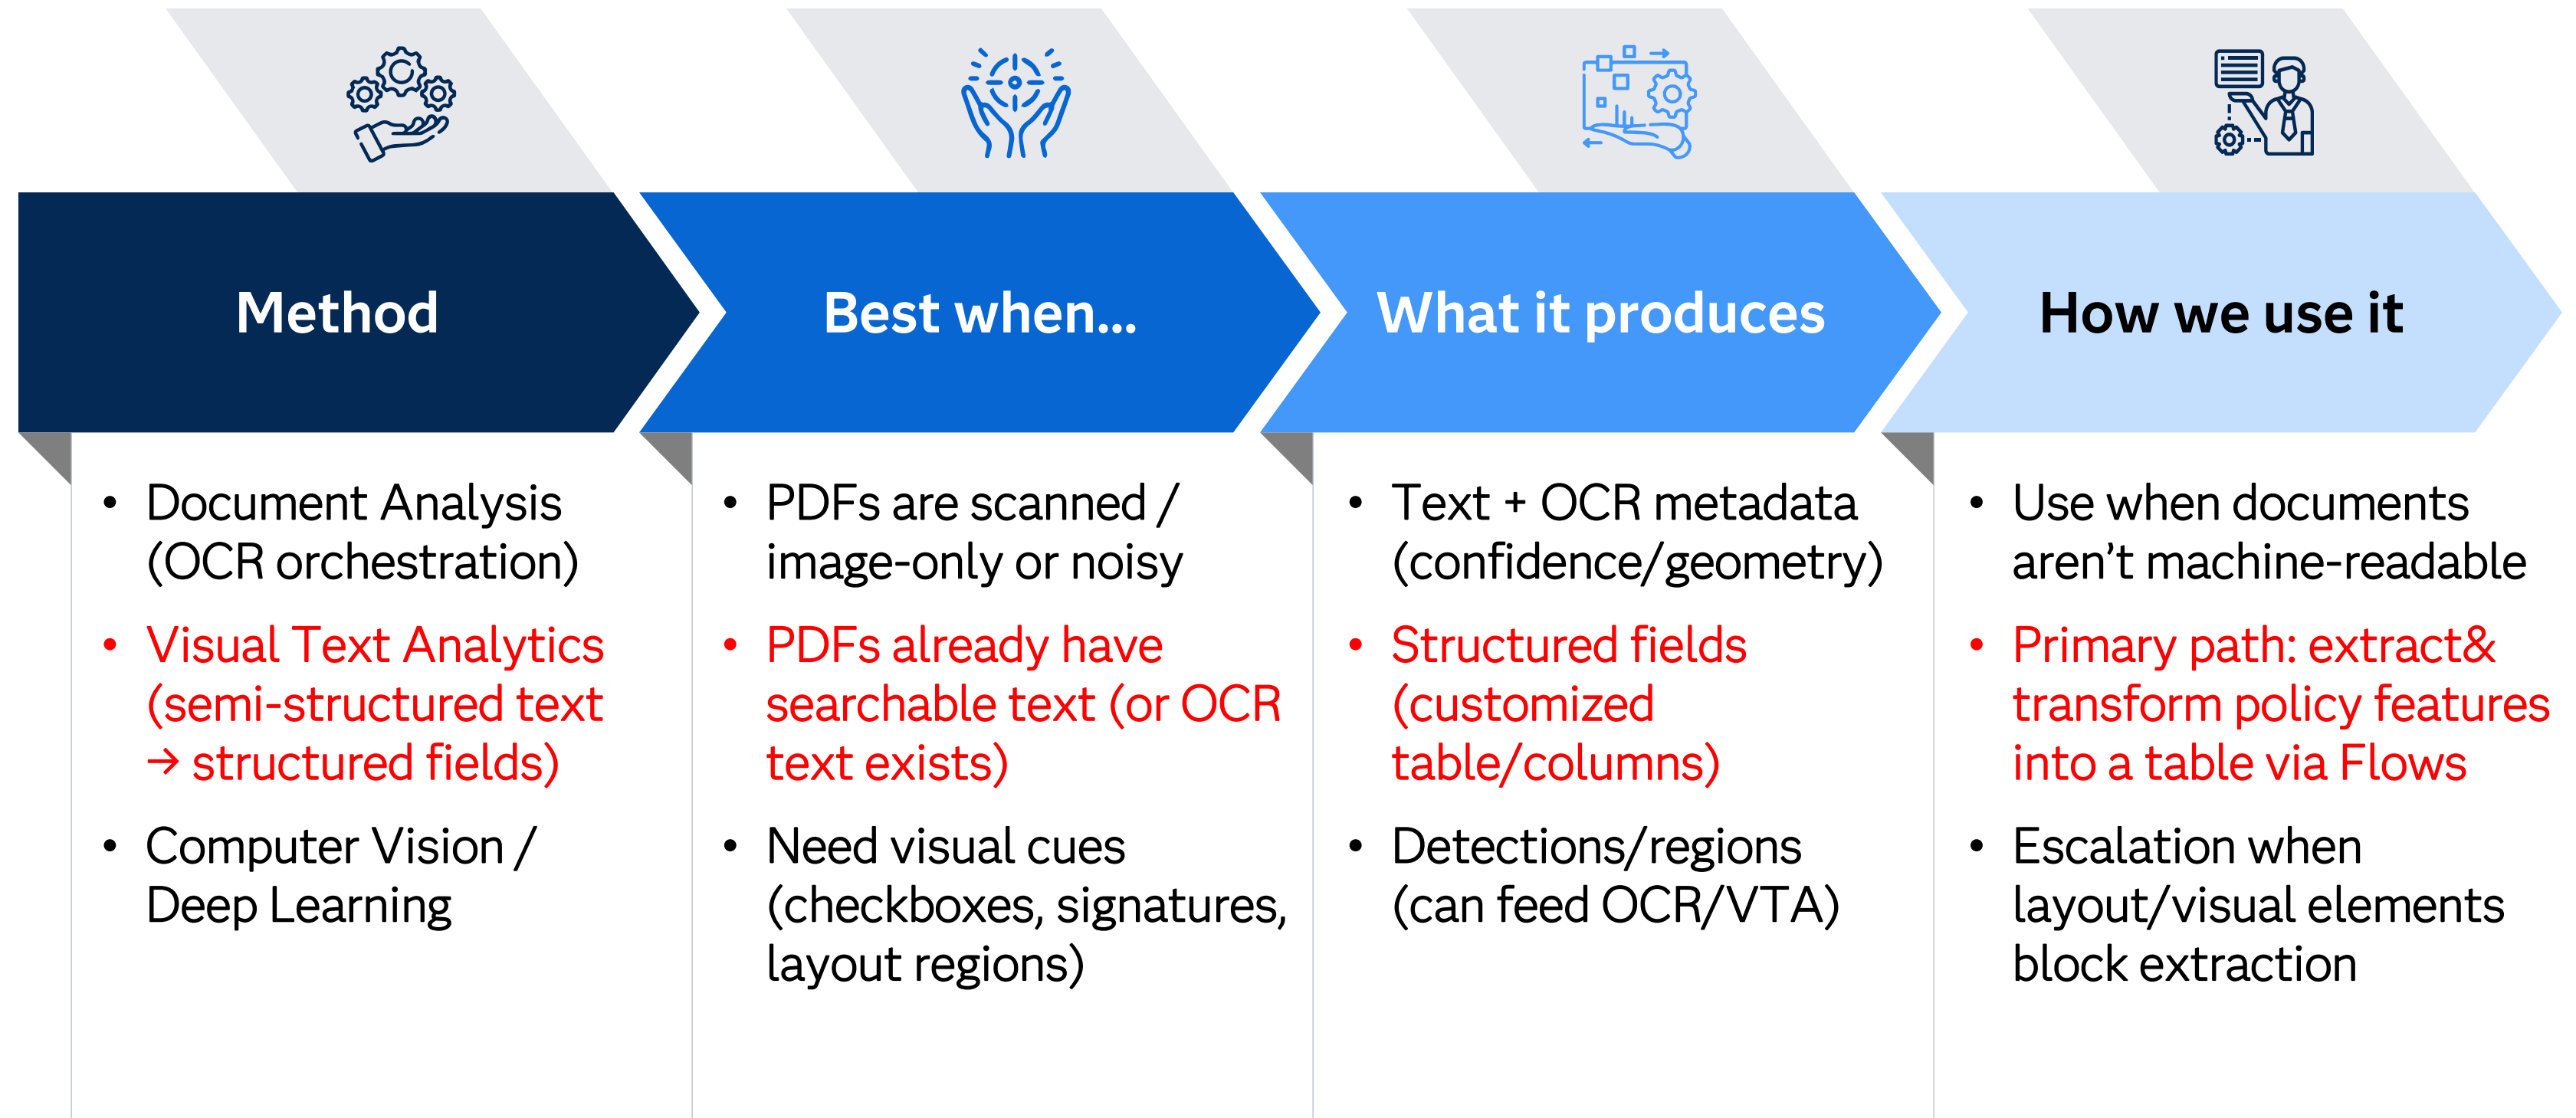 Method
Best when...
What it produces
How we use it
• Document Analysis
(OCR orchestration)
• Visual Text Analytics
(semi-structured text
→ structured fields)
• Computer Vision /
Deep Learning
• PDFs are scanned /
image-only or noisy
• PDFs already have
searchable text (or OCR
text exists)
• Need visual cues
(checkboxes, signatures,
layout regions)
• Text + OCR metadata
(confidence/geometry)
• Structured fields
(customized
table/columns)
• Detections/regions
(can feed OCR/VTA)
• Use when documents
aren’t machine-readable
• Primary path: extract&
transform policy features
into a table via Flows
• Escalation when
layout/visual elements
block extraction